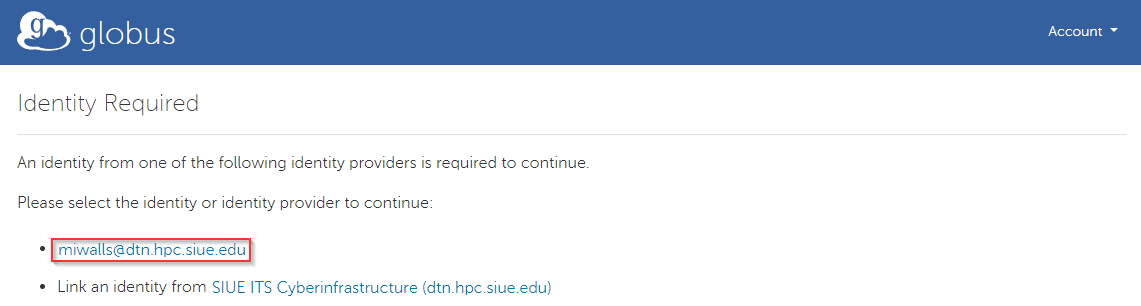 globus
Account
Identity Required
An identity from one of the following identity providers is required to continue.
Please select the identity or identity provider to continue:
• miwalls@dtn.hpc.siue.edu
• Link an identity from SIUE ITS Cyberinfrastructure (dtn.hpc.siue.edu)